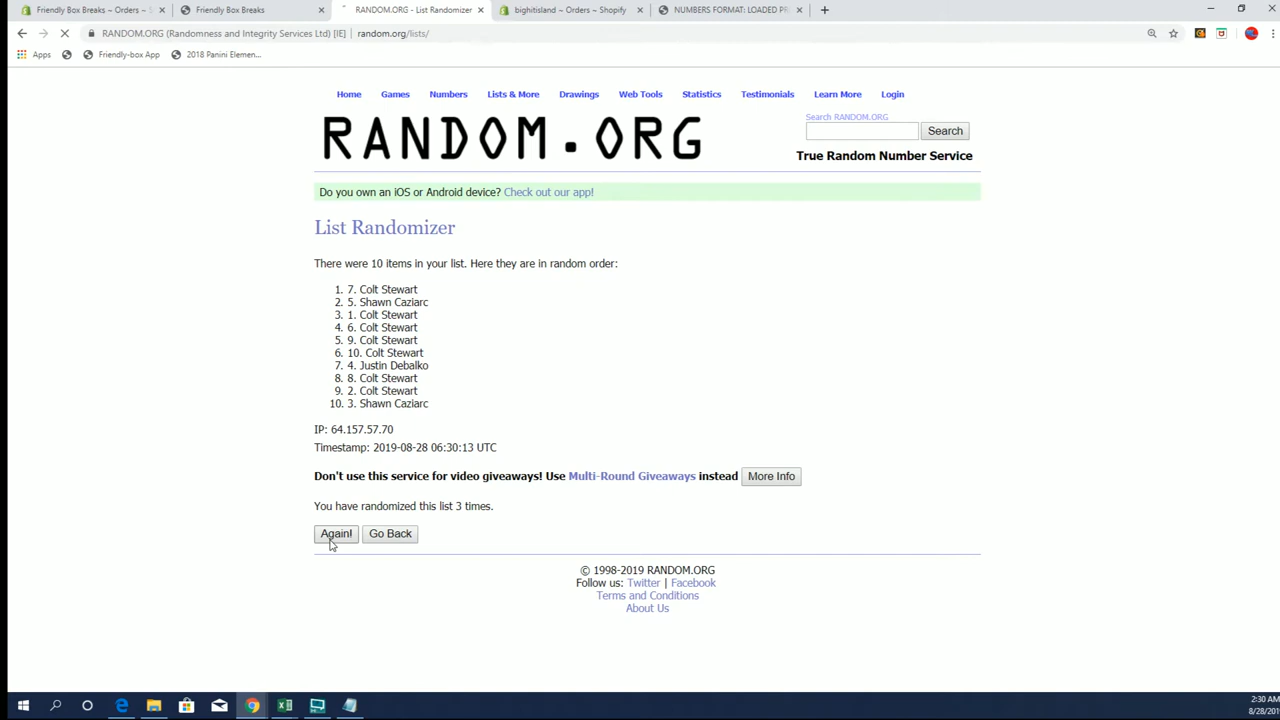 Friendly Box Breaks ~ Orders ~ S
Friendly Box Breaks
RANDOM.ORG - List Randomizer
bighitisland ~ Orders ~ Shopify
NUMBERS FORMAT: LOADED PR
RANDOM.ORG (Randomness and Integrity Services Ltd) [IE] | random.org/lists/
Apps
Friendly-box App
2018 Panini Elemen...
Home Games Numbers Lists & More Drawings Web Tools Statistics Testimonials Learn More Login
RANDOM.ORG
Search RANDOM.ORG
Search
True Random Number Service
Do you own an iOS or Android device? Check out our app!
List Randomizer
There were 10 items in your list. Here they are in random order:
1. 7. Colt Stewart
2. 5. Shawn Caziarc
3. 1. Colt Stewart
4. 6. Colt Stewart
5. 9. Colt Stewart
6. 10. Colt Stewart
7. 4. Justin Debalko
8. 8. Colt Stewart
9. 2. Colt Stewart
10. 3. Shawn Caziarc
IP: 64.157.57.70
Timestamp: 2019-08-28 06:30:13 UTC
Don't use this service for video giveaways! Use Multi-Round Giveaways instead More Info
You have randomized this list 3 times.
Again! Go Back
© 1998-2019 RANDOM.ORG
Follow us: Twitter | Facebook
Terms and Conditions
About Us
2:30 AM
8/28/201